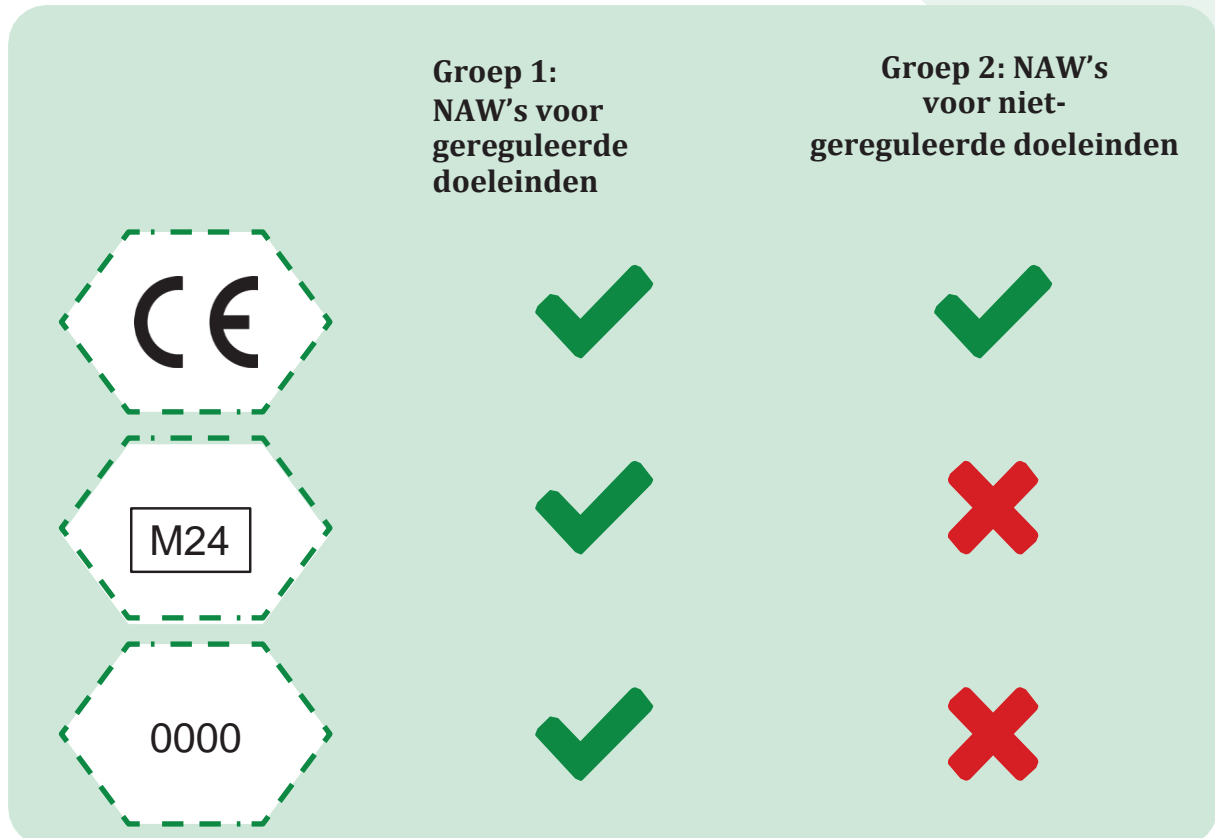 Groep 1:
NAW’s voor
gereguleerde
doeleinden
Groep 2: NAW’s
voor niet-
gereguleerde doeleinden
CE
M24
0000